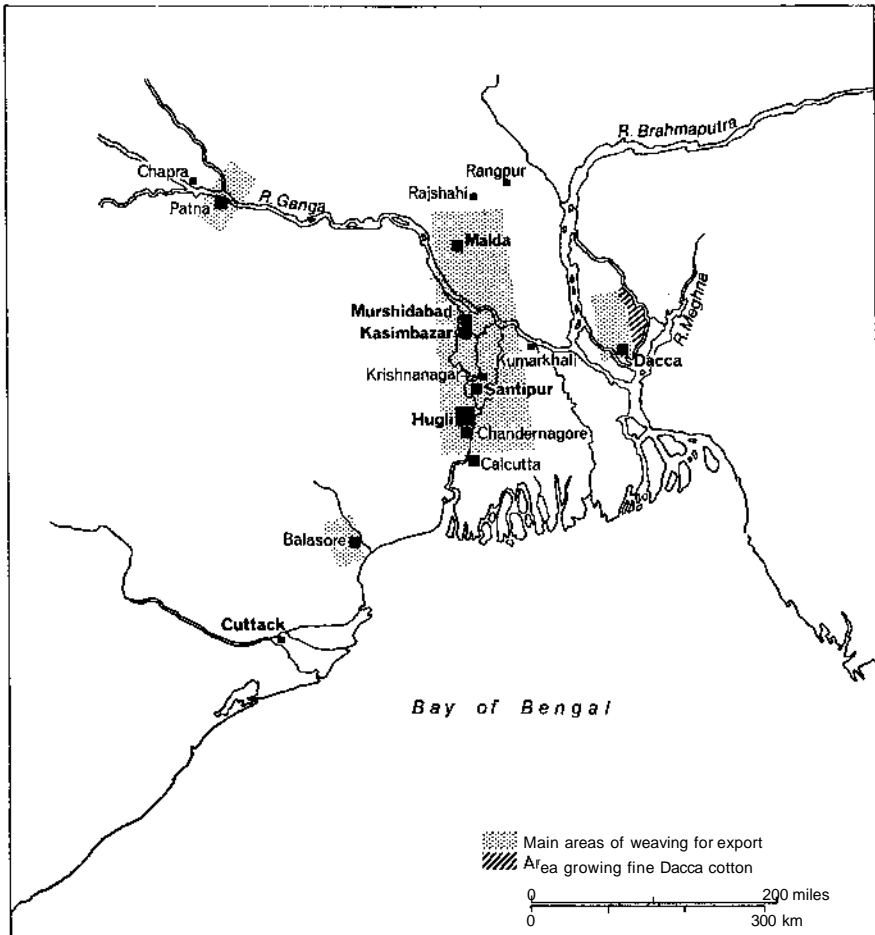 R. Brahmaputra
Chapra
Rangpur
Rajshahi
Patna
R. Ganga
Malda
R. Meghna
Murshidabad
Kasimbazar
Kumarkhali
Dacca
Krishnanagar
Santipur
Hugli
Chandernagore
Calcutta
Balasore
Cuttack
Bay of Bengal
Main areas of weaving for export
Area growing fine Dacca cotton
0 200 miles
0 300 km